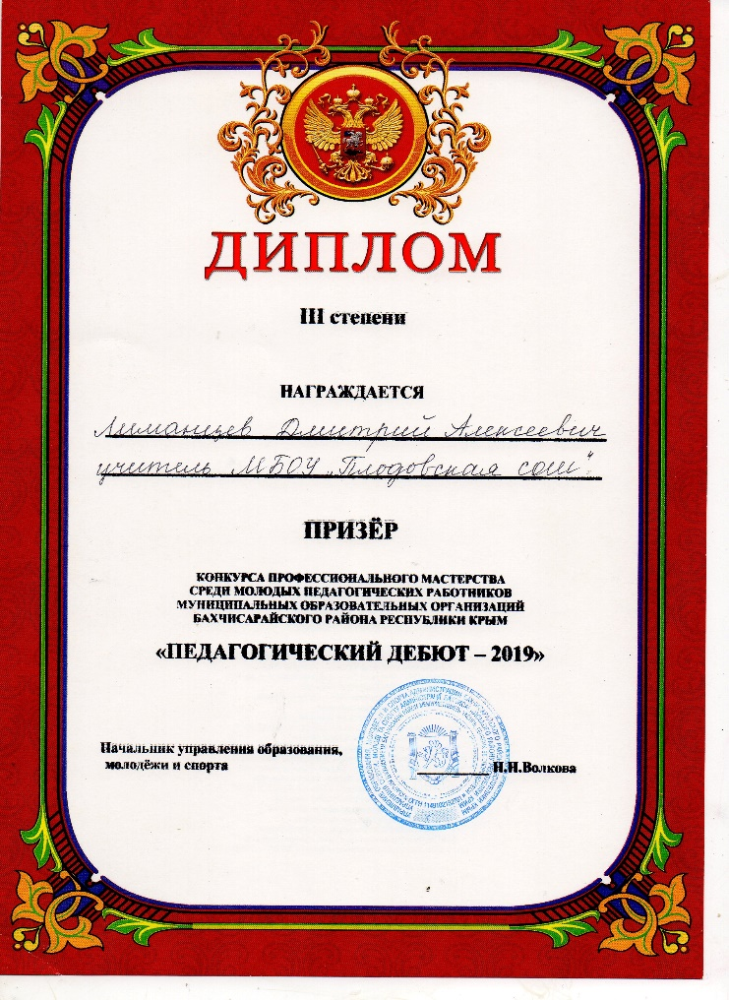 ДИПЛОМ
III степени
НАГРАЖДАЕТСЯ
Лиманцев Дмитрий Алексеевич
учитель МБОУ „Плодовская сош"
ПРИЗЁР
КОНКУРСА ПРОФЕССИОНАЛЬНОГО МАСТЕРСТВА
СРЕДИ МОЛОДЫХ ПЕДАГОГИЧЕСКИХ РАБОТНИКОВ
МУНИЦИПАЛЬНЫХ ОБРАЗОВАТЕЛЬНЫХ ОРГАНИЗАЦИЙ
БАХЧИСАРАЙСКОГО РАЙОНА РЕСПУБЛИКИ КРЫМ
«ПЕДАГОГИЧЕСКИЙ ДЕБЮТ – 2019»
Начальник управления образования,
молодёжи и спорта
Н.И.Волкова